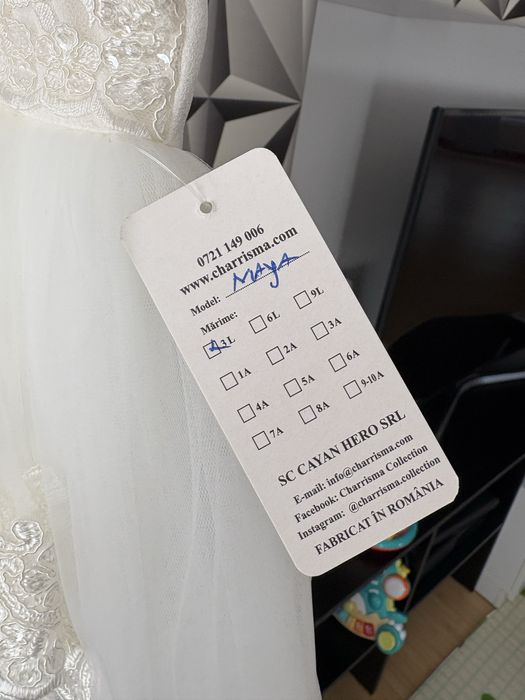 0721 149 006
www.charrisma.com
Model: MAYA
Mărime:
3L 6L 9L
1A 2A 3A
4A 5A 6A
7A 8A 9-10A
SC CAYAN HERO SRL
E-mail: info@charrisma.com
Facebook: Charrisma Collection
Instagram: @charrisma.collection
FABRICAT ÎN ROMÂNIA